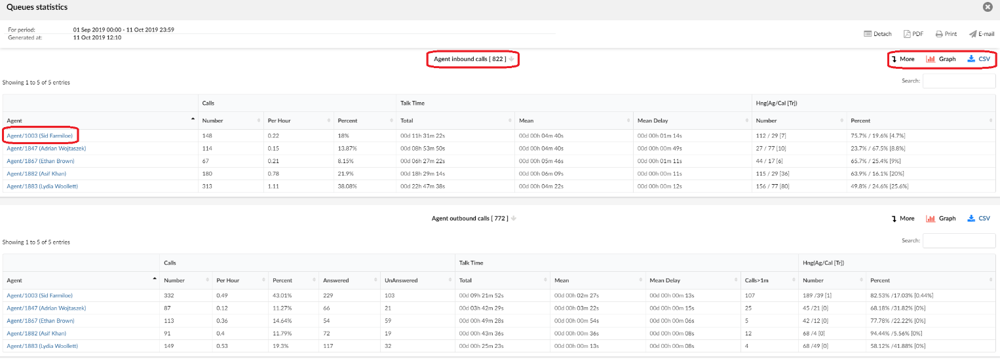 Queues statistics
For period: 01 Sep 2019 00:00 - 11 Oct 2019 23:59
Generated at: 11 Oct 2019 12:10
Detach PDF Print E-mail
Agent inbound calls [ 822 ]
More Graph CSV
Showing 1 to 5 of 5 entries
Search:
Calls Talk Time Hng(Ag/Cal [Tr])
Agent Number Per Hour Percent Total Mean Mean Delay Number Percent
Agent/1003 (Sid Farmiloe) 148 0.22 18% 00d 11h 31m 22s 00d 00h 04m 40s 00d 00h 01m 14s 112 / 29 [7] 75.7% / 19.6% [4.7%]
Agent/1847 (Adrian Wojtaszek) 114 0.15 13.87% 00d 08h 53m 50s 00d 00h 04m 40s 00d 00h 00m 49s 27 / 77 [10] 23.7% / 67.5% [8.8%]
Agent/1867 (Ethan Brown) 67 0.21 8.15% 00d 06h 27m 22s 00d 00h 05m 46s 00d 00h 01m 11s 44 / 17 [6] 65.7% / 25.4% [9%]
Agent/1882 (Asif Khan) 180 0.78 21.9% 00d 18h 29m 14s 00d 00h 06m 09s 00d 00h 00m 11s 115 / 29 [36] 63.9% / 16.1% [20%]
Agent/1883 (Lydia Woollett) 313 1.11 38.08% 00d 22h 47m 38s 00d 00h 04m 22s 00d 00h 00m 12s 156 / 77 [80] 49.8% / 24.6% [25.6%]
Agent outbound calls [ 772 ]
More Graph CSV
Showing 1 to 5 of 5 entries
Search:
Calls Talk Time Hng(Ag/Cal [Tr])
Agent Number Per Hour Percent Answered UnAnswered Total Mean Mean Delay Calls>1m Number Percent
Agent/1003 (Sid Farmiloe) 332 0.49 43.01% 229 103 00d 09h 21m 52s 00d 00h 02m 27s 00d 00h 00m 13s 107 189 /39 [1] 82.53% /17.03% [0.44%]
Agent/1847 (Adrian Wojtaszek) 87 0.12 11.27% 66 21 00d 03h 42m 29s 00d 00h 03m 22s 00d 00h 00m 15s 25 45 /21 [0] 68.18% /31.82% [0%]
Agent/1867 (Ethan Brown) 113 0.36 14.64% 54 59 00d 00h 49m 28s 00d 00h 00m 54s 00d 00h 00m 06s 5 42 /12 [0] 77.78% /22.22% [0%]
Agent/1882 (Asif Khan) 91 0.4 11.79% 72 19 00d 00h 43m 36s 00d 00h 00m 36s 00d 00h 00m 08s 12 68 /4 [0] 94.44% /5.56% [0%]
Agent/1883 (Lydia Woollett) 149 0.53 19.3% 117 32 00d 00h 25m 23s 00d 00h 00m 13s 00d 00h 00m 08s 4 68 /49 [0] 58.12% /41.88% [0%]